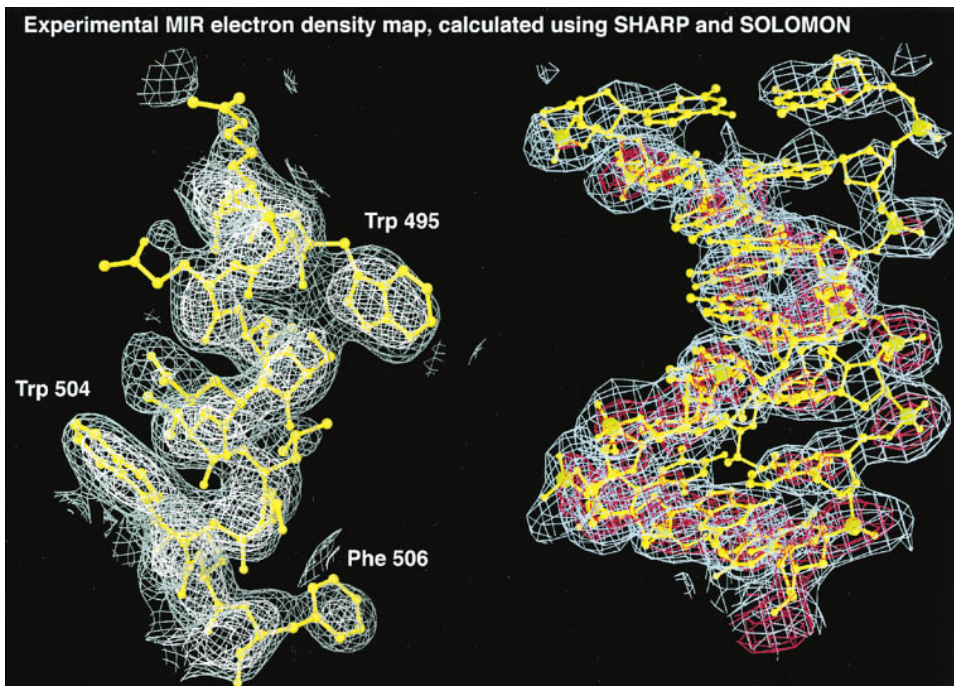 Experimental MIR electron density map, calculated using SHARP and SOLOMON
Trp 495
Trp 504
Phe 506